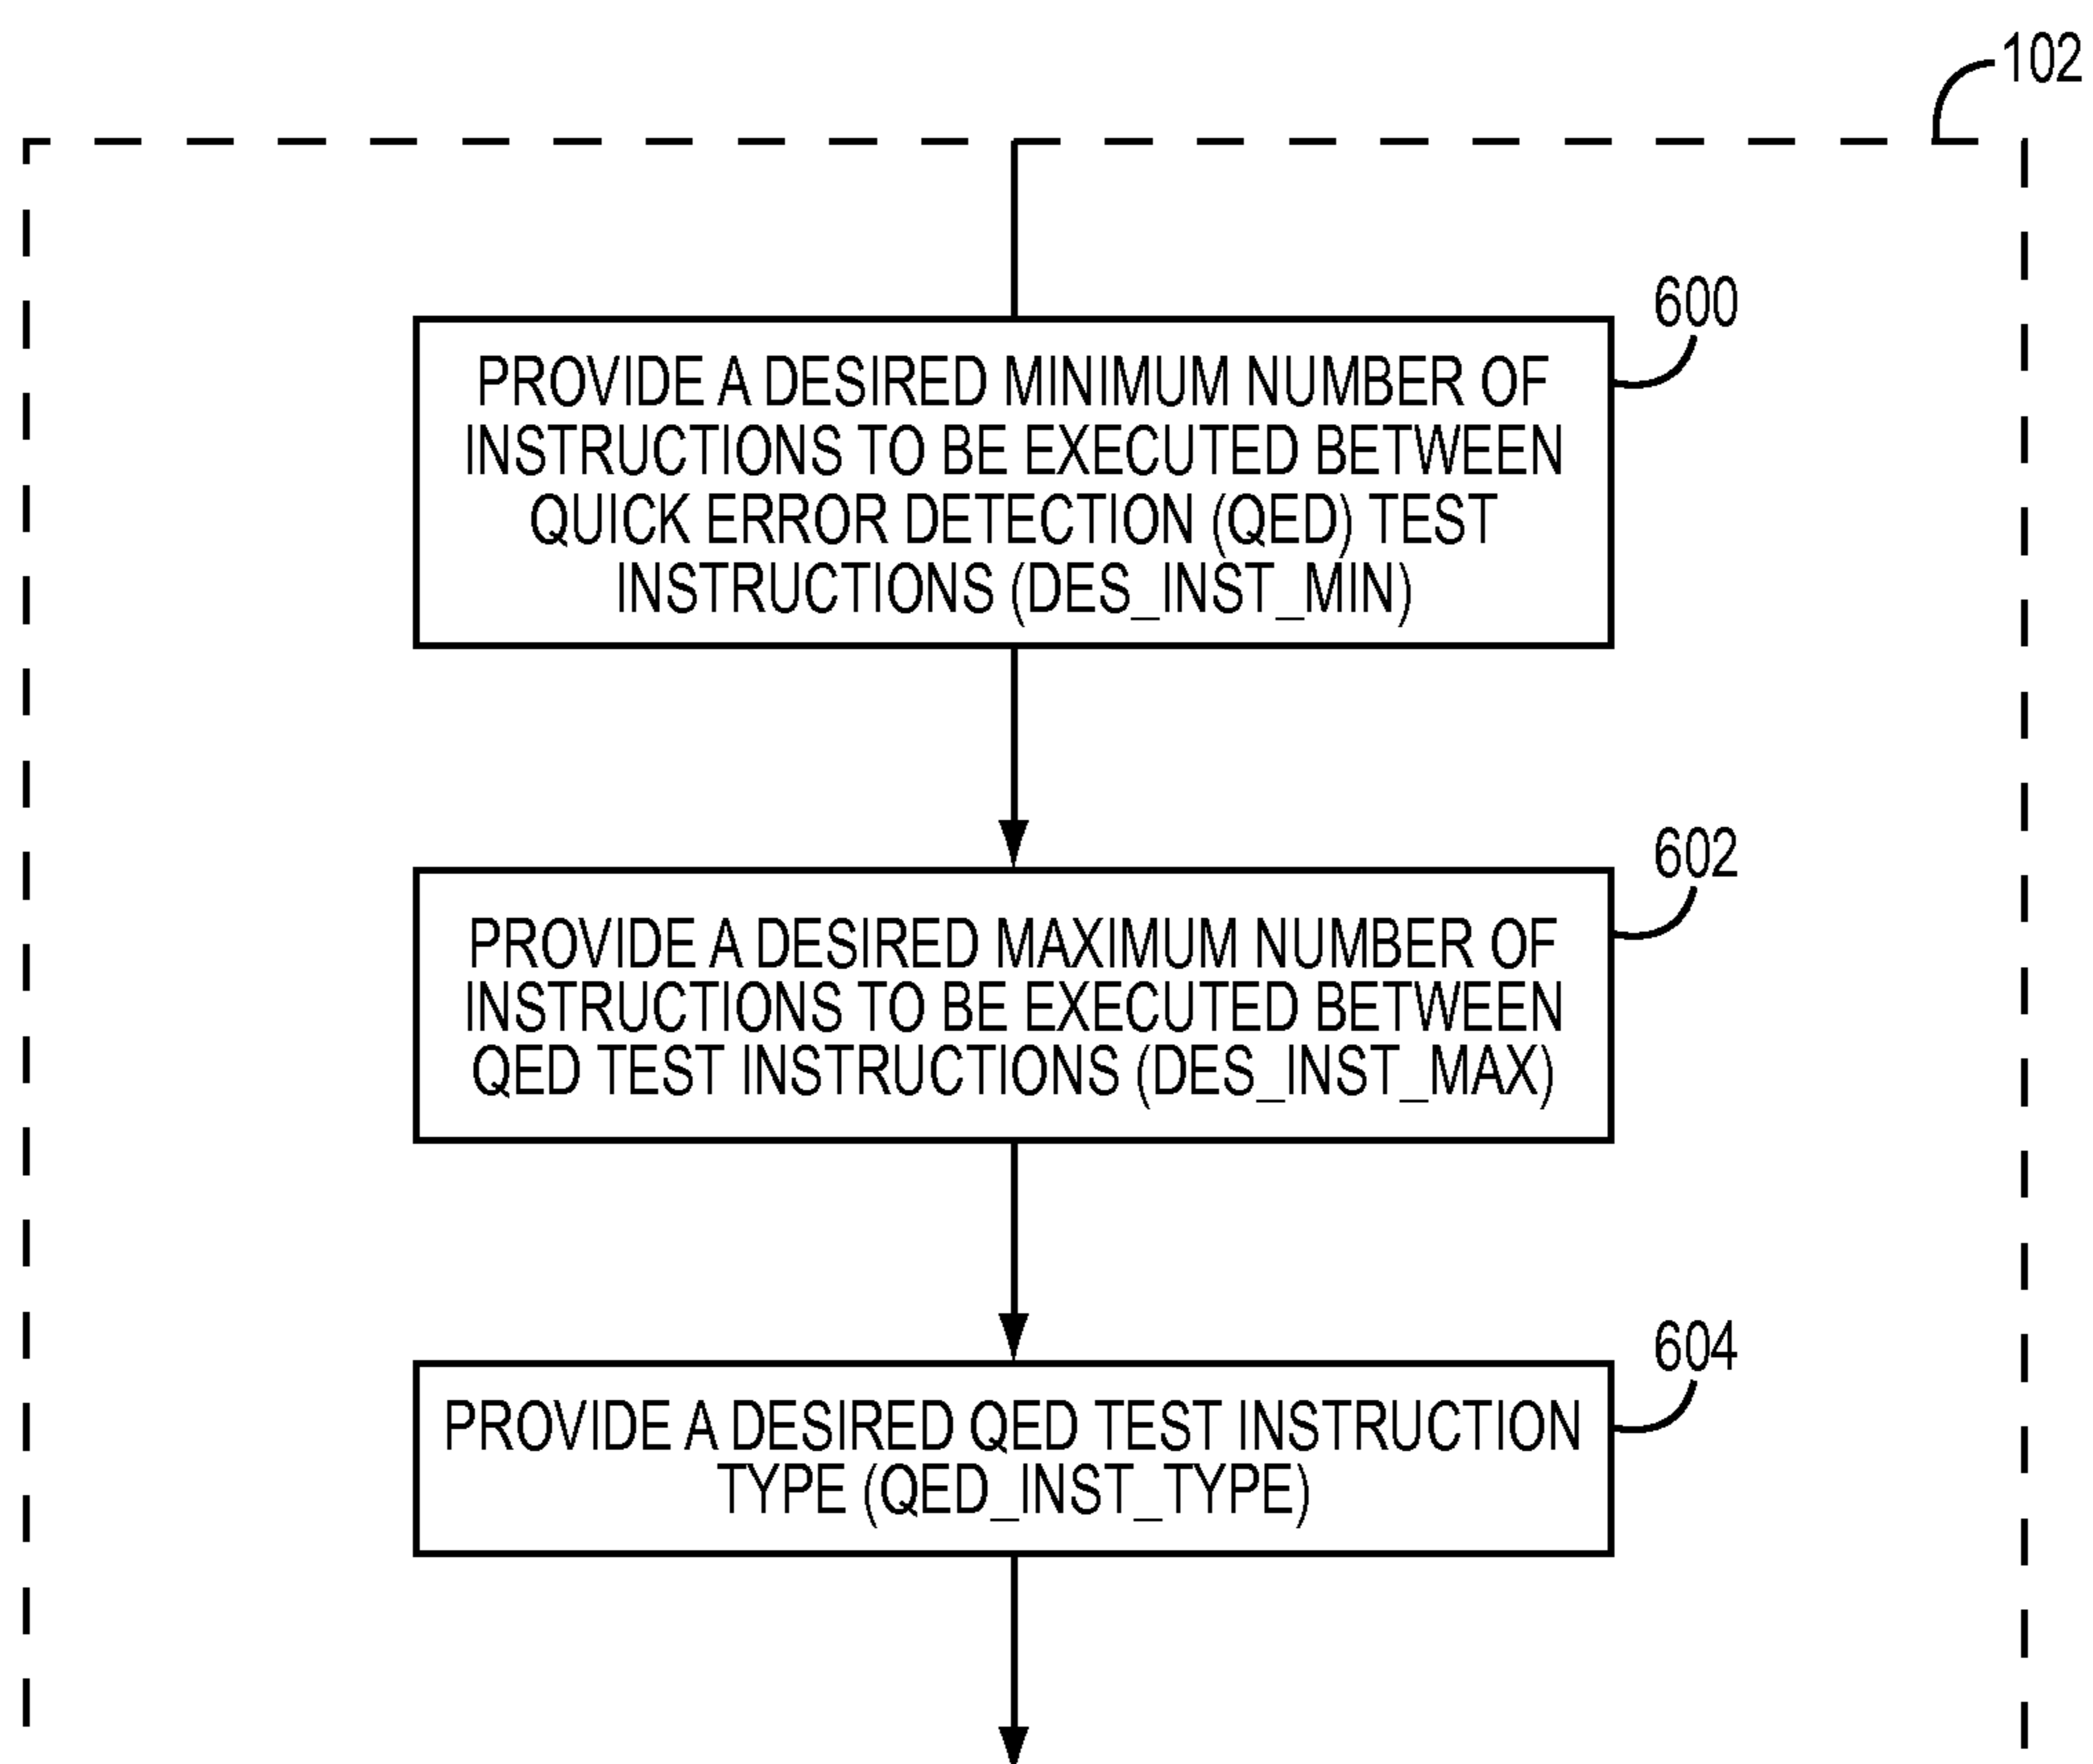 102
600
PROVIDE A DESIRED MINIMUM NUMBER OF
INSTRUCTIONS TO BE EXECUTED BETWEEN
QUICK ERROR DETECTION (QED) TEST
INSTRUCTIONS (DES_INST_MIN)
602
PROVIDE A DESIRED MAXIMUM NUMBER OF
INSTRUCTIONS TO BE EXECUTED BETWEEN
QED TEST INSTRUCTIONS (DES_INST_MAX)
604
PROVIDE A DESIRED QED TEST INSTRUCTION
TYPE (QED_INST_TYPE)